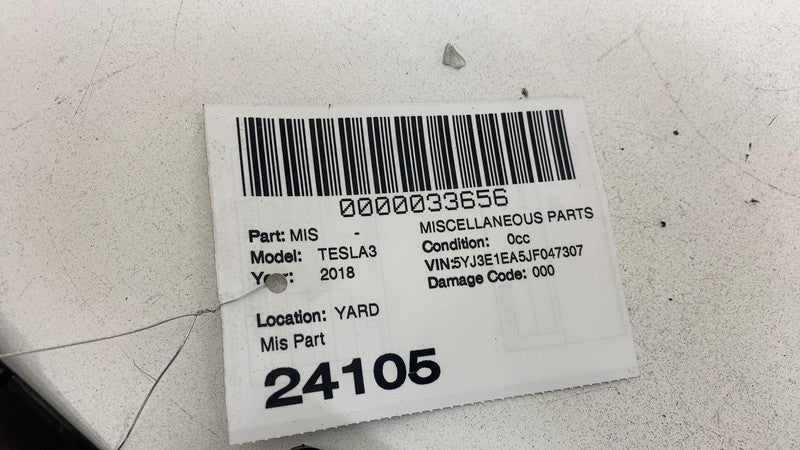 0000033656
Part: MIS - MISCELLANEOUS PARTS
Model: TESLA3 Condition: 0cc
Year: 2018 VIN:5YJ3E1EA5JF047307
Damage Code: 000
Location: YARD
Mis Part
24105